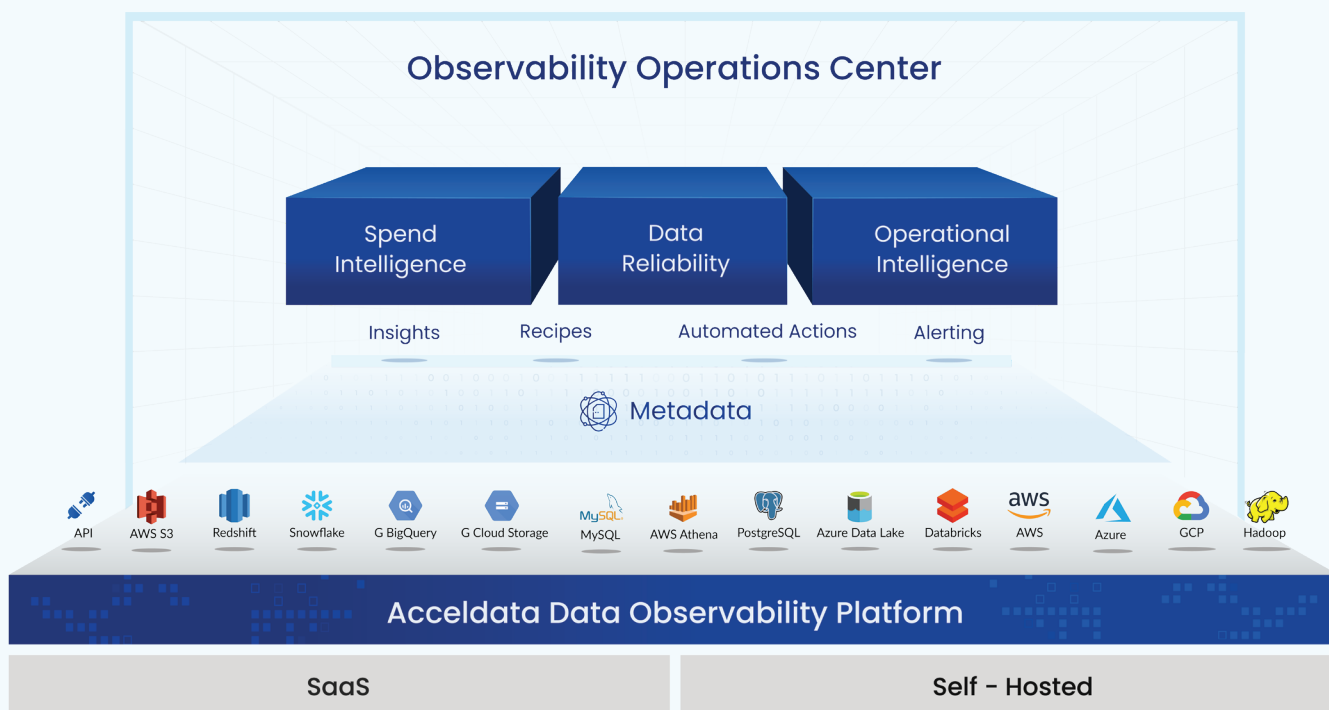 Observability Operations Center
Spend
Intelligence
Data
Reliability
Operational
Intelligence
Insights
Recipes
Automated Actions
Alerting
Metadata
MySQL
aws
API
AWS S3
Redshift
Snowflake
G BigQuery
G Cloud Storage
MySQL
AWS Athena
PostgreSQL
Azure Data Lake
Databricks
AWS
Azure
GCP
Hadoop
Acceldata Data Observability Platform
SaaS
Self - Hosted